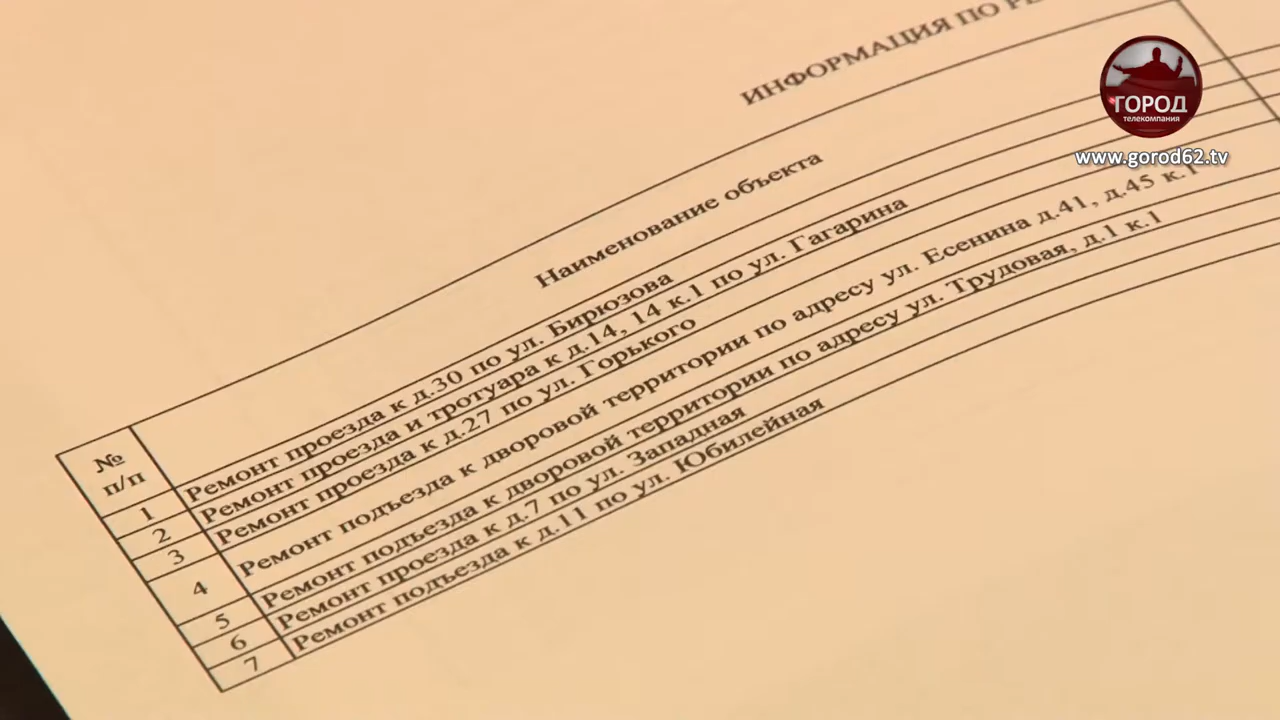 ИНФОРМАЦИЯ ПО
ГОРОД
телекомпания
www.gorod62.tv
№ п/п
Наименование объекта
1 Ремонт проезда к д.30 по ул. Бирюзова
2 Ремонт проезда и тротуара к д.14, 14 к.1 по ул. Гагарина
3 Ремонт проезда к д.27 по ул. Горького
4 Ремонт подъезда к дворовой территории по адресу ул. Есенина д.41, д.45 к.1
5 Ремонт подъезда к дворовой территории по адресу ул. Трудовая, д.1 к.1
6 Ремонт проезда к д.7 по ул. Западная
7 Ремонт подъезда к д.11 по ул. Юбилейная